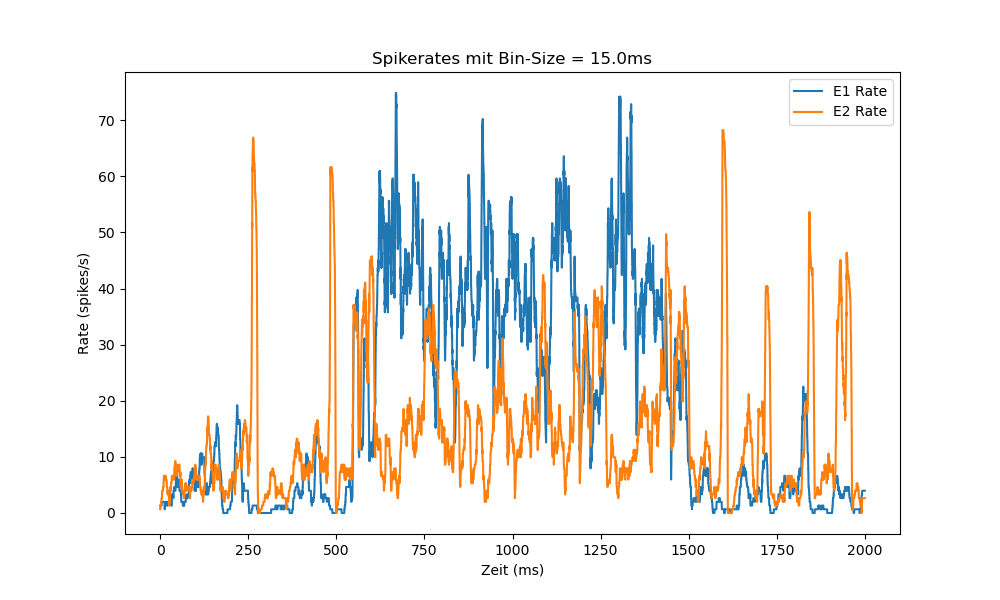 Spikerates mit Bin-Size = 15.0ms
E1 Rate
E2 Rate
70
60
50
40
30
20
10
0
Rate (spikes/s)
0 250 500 750 1000 1250 1500 1750 2000
Zeit (ms)